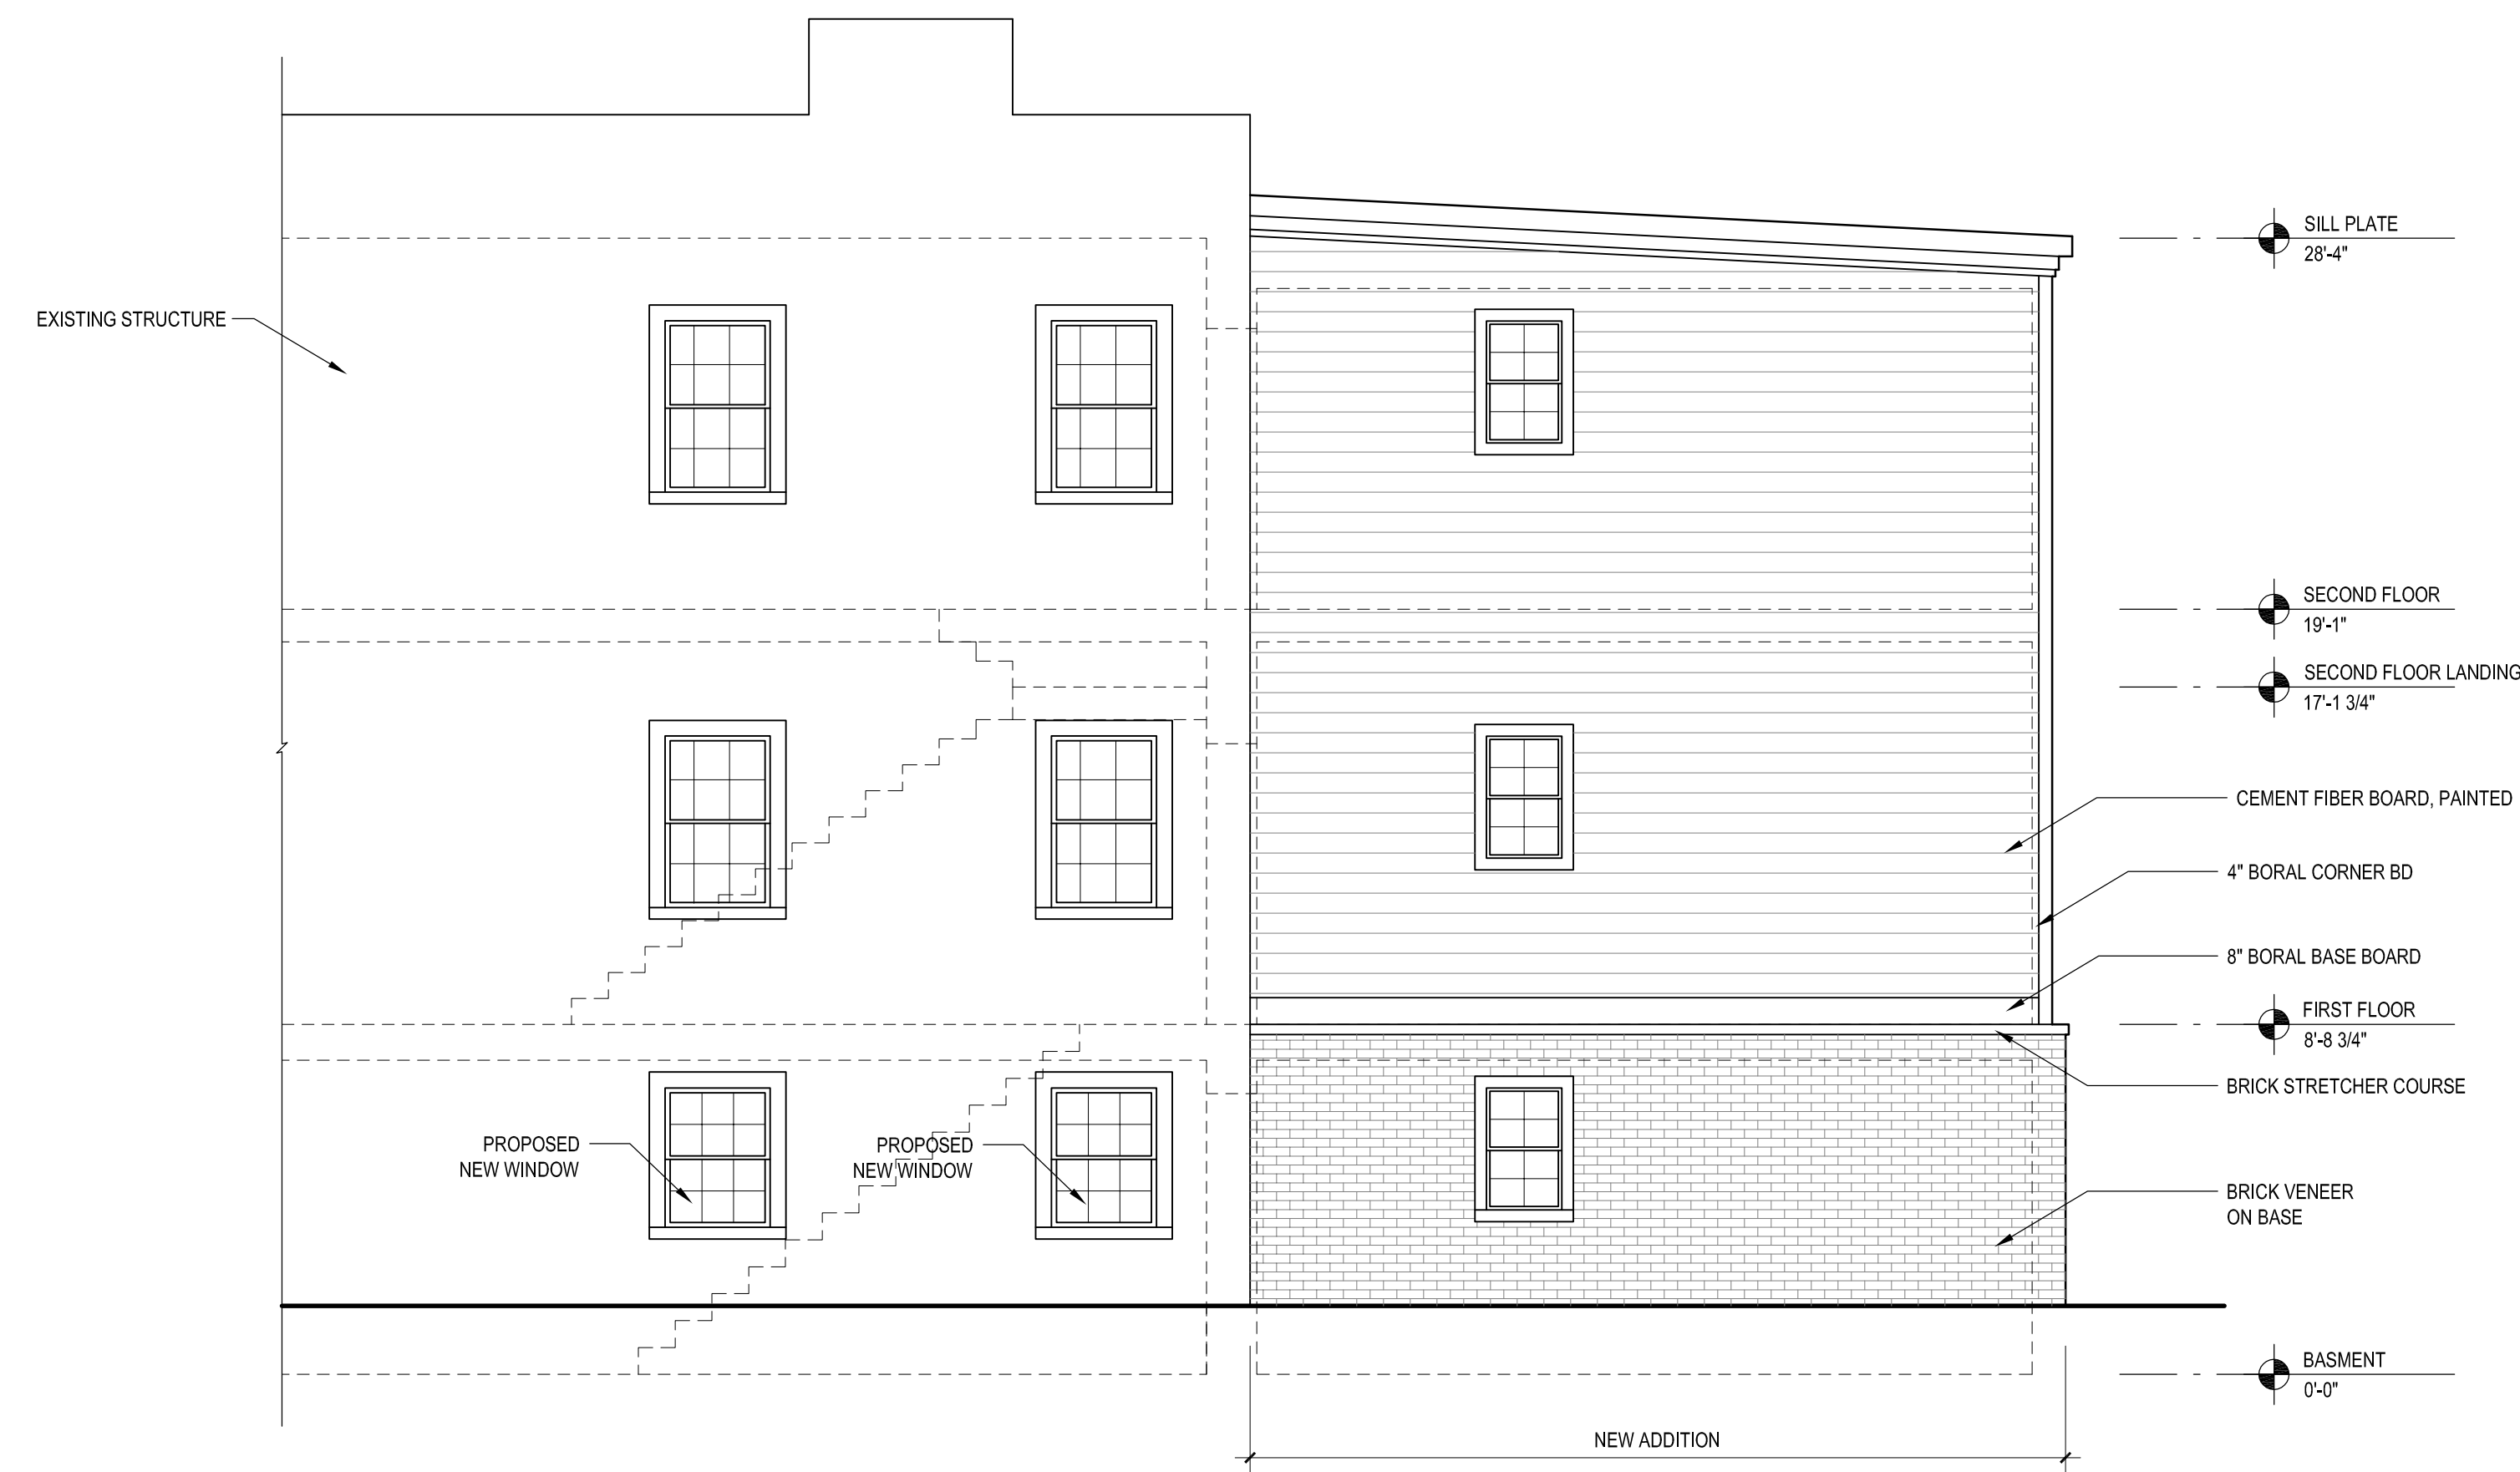 SILL PLATE
28'-4"
EXISTING STRUCTURE
SECOND FLOOR
19'-1"
SECOND FLOOR LANDING
17'-1 3/4"
CEMENT FIBER BOARD, PAINTED
4" BORAL CORNER BD
8" BORAL BASE BOARD
FIRST FLOOR
8'-8 3/4"
BRICK STRETCHER COURSE
PROPOSED
NEW WINDOW
PROPOSED
NEW WINDOW
BRICK VENEER
ON BASE
BASMENT
0'-0"
NEW ADDITION